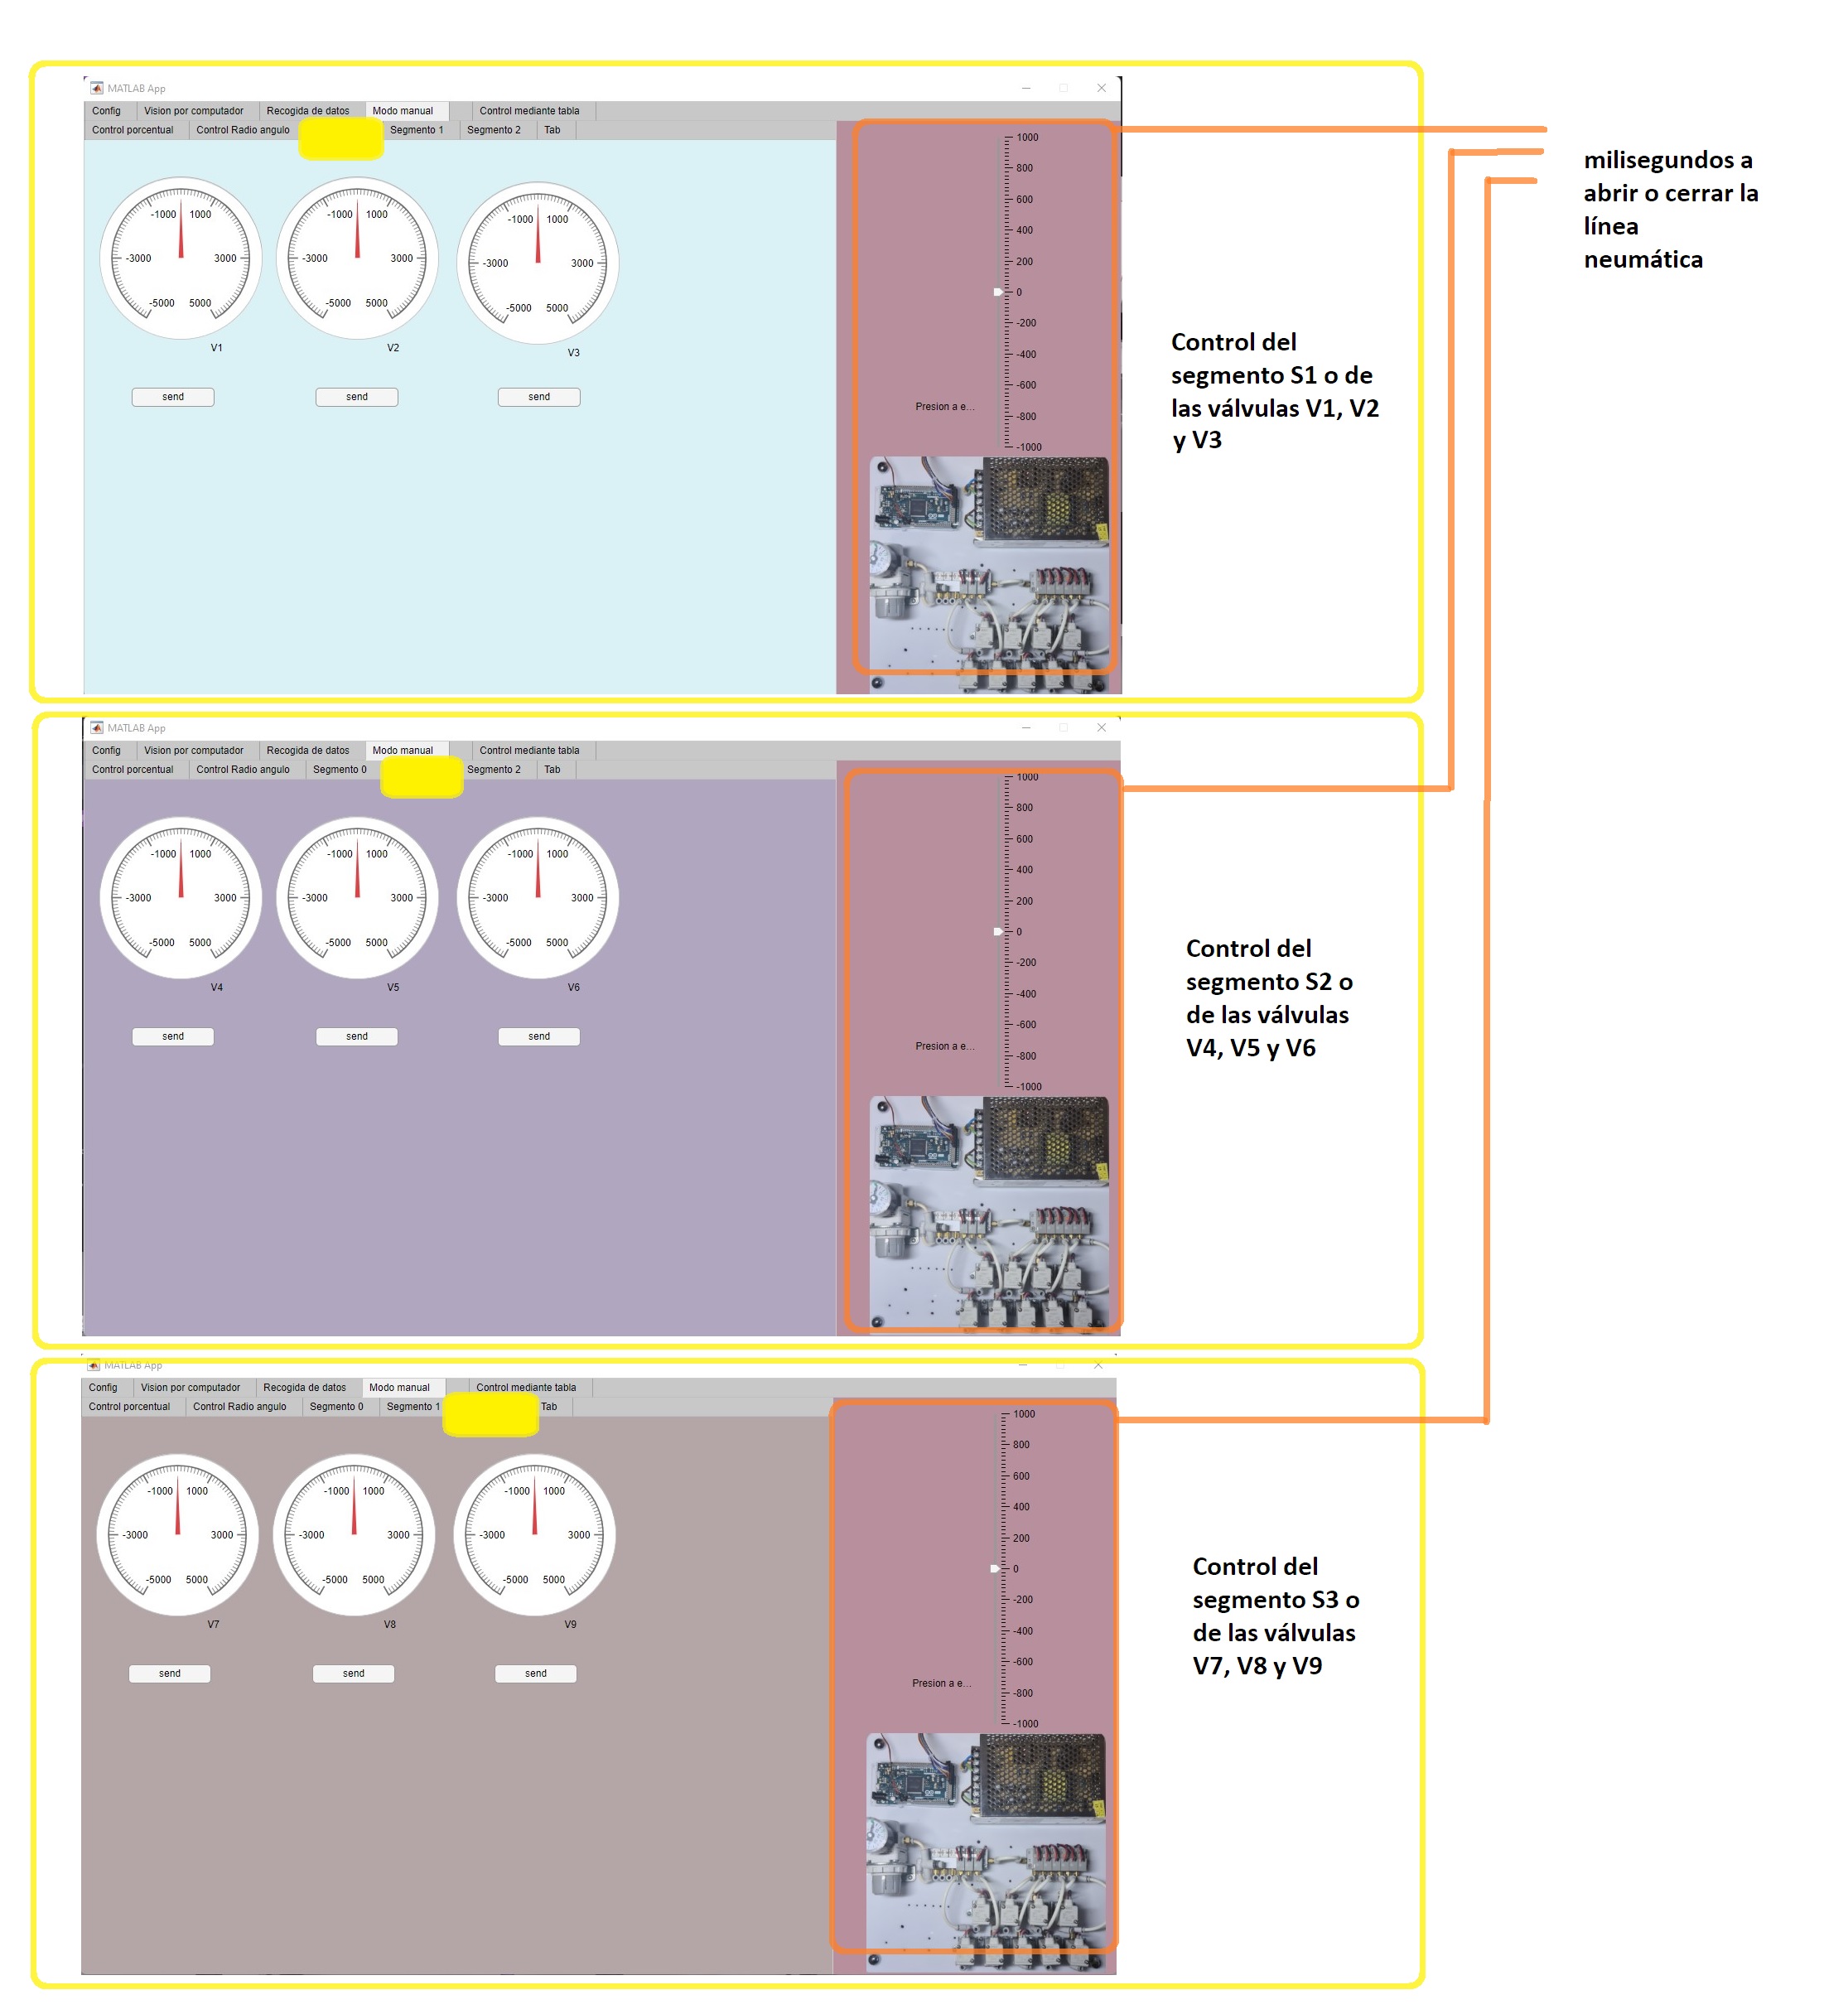 MATLAB App
Config Vision por computador Recogida de datos Modo manual Control mediante tabla
Control porcentual Control Radio angulo Segmento 1 Segmento 2 Tab
-1000 1000
-3000 3000
-5000 5000
V1
send
-1000 1000
-3000 3000
-5000 5000
V2
send
-1000 1000
-3000 3000
-5000 5000
V3
send
1000
800
600
400
200
0
-200
-400
-600
-800
-1000
Presion a e...
milisegundos a
abrir o cerrar la
línea
neumática
Control del
segmento S1 o de
las válvulas V1, V2
y V3
MATLAB App
Config Vision por computador Recogida de datos Modo manual Control mediante tabla
Control porcentual Control Radio angulo Segmento 0 Segmento 2 Tab
-1000 1000
-3000 3000
-5000 5000
V4
send
-1000 1000
-3000 3000
-5000 5000
V5
send
-1000 1000
-3000 3000
-5000 5000
V6
send
1000
800
600
400
200
0
-200
-400
-600
-800
-1000
Presion a e...
Control del
segmento S2 o
de las válvulas
V4, V5 y V6
MATLAB App
Config Vision por computador Recogida de datos Modo manual Control mediante tabla
Control porcentual Control Radio angulo Segmento 0 Segmento 1 Tab
-1000 1000
-3000 3000
-5000 5000
V7
send
-1000 1000
-3000 3000
-5000 5000
V8
send
-1000 1000
-3000 3000
-5000 5000
V9
send
1000
800
600
400
200
0
-200
-400
-600
-800
-1000
Presion a e...
Control del
segmento S3 o
de las válvulas
V7, V8 y V9